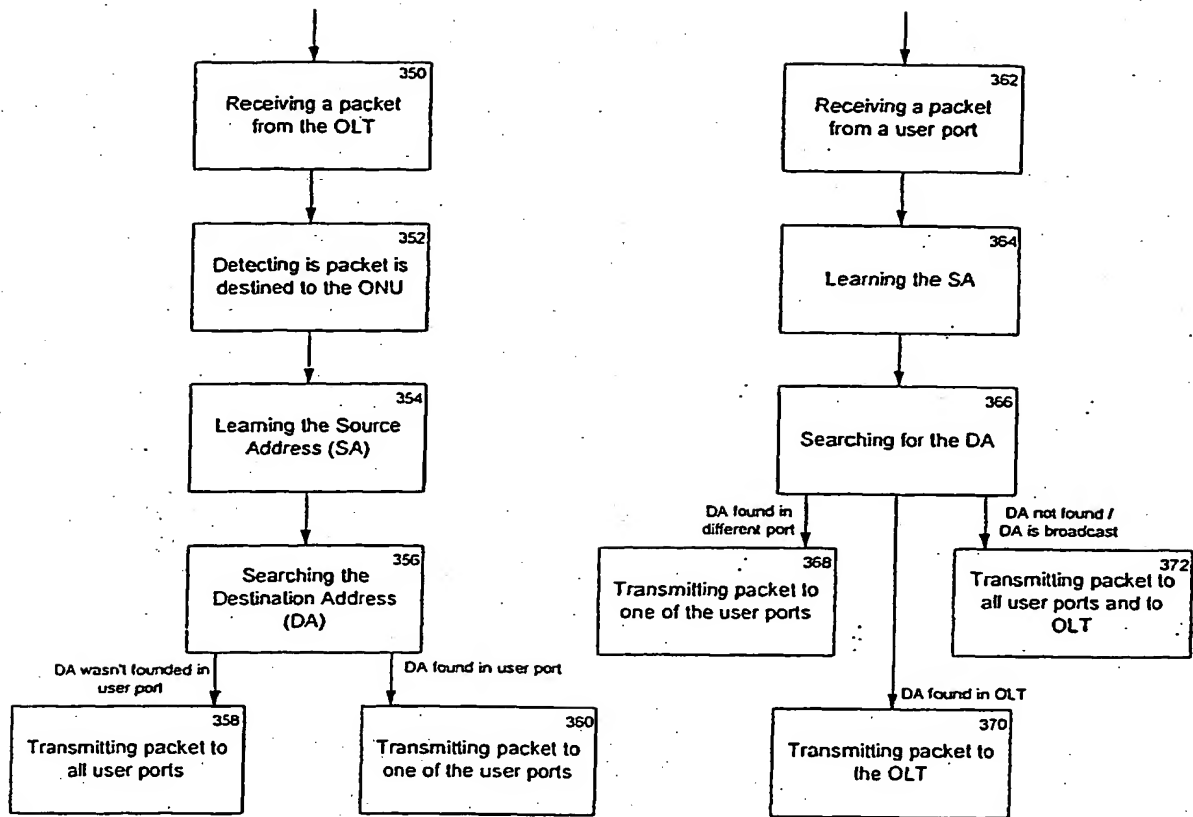 350
Receiving a packet
from the OLT
352
Detecting is packet is
destined to the ONU
354
Learning the Source
Address (SA)
356
Searching the
Destination Address
(DA)
DA wasn't founded in
user port
DA found in user port
358
Transmitting packet to
all user ports
360
Transmitting packet to
one of the user ports
362
Receiving a packet
from a user port
364
Learning the SA
366
Searching for the DA
DA found in
different port
DA not found /
DA is broadcast
368
Transmitting packet to
one of the user ports
372
Transmitting packet to
all user ports and to
OLT
DA found in OLT
370
Transmitting packet to
the OLT